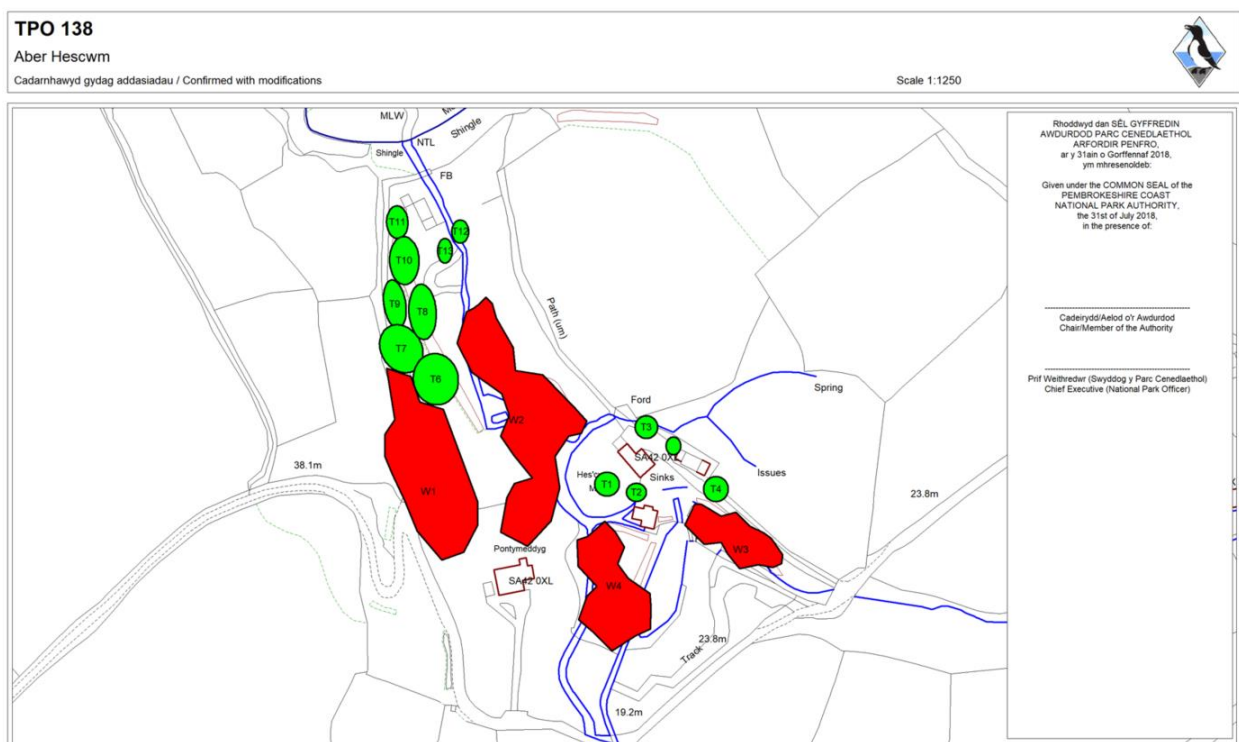 TPO 138
Aber Hescwm
Cadarnhawyd gydag addasiadau / Confirmed with modifications
Scale 1:1250
MLW
Shingle
NTL
Shingle
FB
T11
T12
T13
T10
T9
T8
T7
T6
Path (um)
Spring
Ford
W2
T3
SA42 0XL
38.1m
W1
Sinks
Issues
T1
T2
T4
23.8m
Pontymeddyg
SA42 0XL
W3
W4
23.8m
Track
19.2m
Rhoddwyd dan SÊL GYFFREDIN
AWDURDOD PARC CENEDLAETHOL
ARFORDIR PENFRO,
ar y 31ain o Gorffennaf 2018,
ym mhresenoldeb:
Given under the COMMON SEAL of the
PEMBROKESHIRE COAST
NATIONAL PARK AUTHORITY,
the 31st of July 2018,
in the presence of:
Cadeirydd/Aelod o'r Awdurdod
Chair/Member of the Authority
Prif Weithredwr (Swyddog y Parc Cenedlaethol)
Chief Executive (National Park Officer)